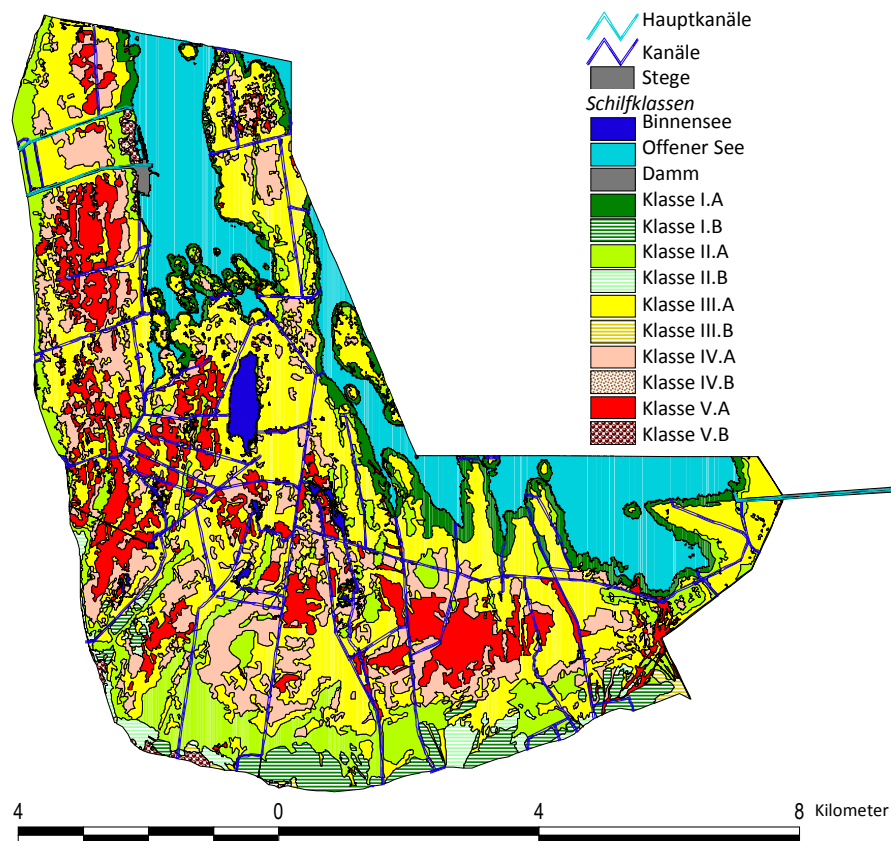 Hauptkanäle
Kanäle
Stege
Schilfklassen
Binnensee
Offener See
Damm
Klasse I.A
Klasse I.B
Klasse II.A
Klasse II.B
Klasse III.A
Klasse III.B
Klasse IV.A
Klasse IV.B
Klasse V.A
Klasse V.B
4 0 4 8 Kilometer